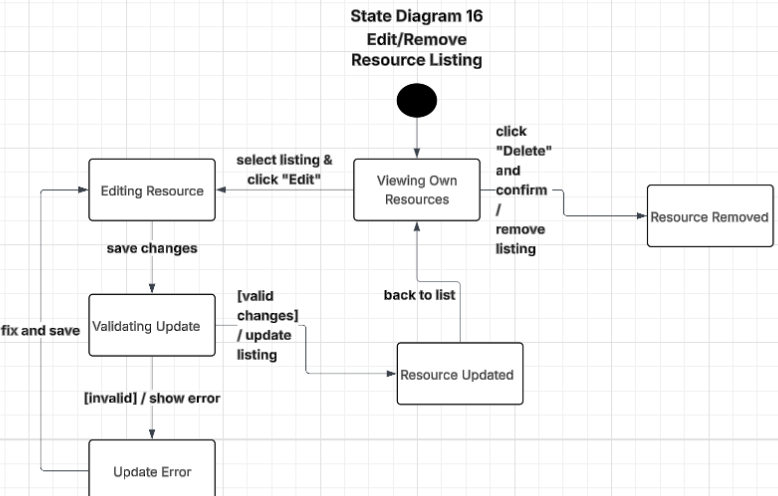 State Diagram 16
Edit/Remove
Resource Listing
click
"Delete"
and
confirm
/
remove
listing
select listing &
click "Edit"
Viewing Own
Resources
Editing Resource
Resource Removed
save changes
[valid
changes]
/ update
listing
back to list
Validating Update
fix and save
Resource Updated
[invalid] / show error
Update Error